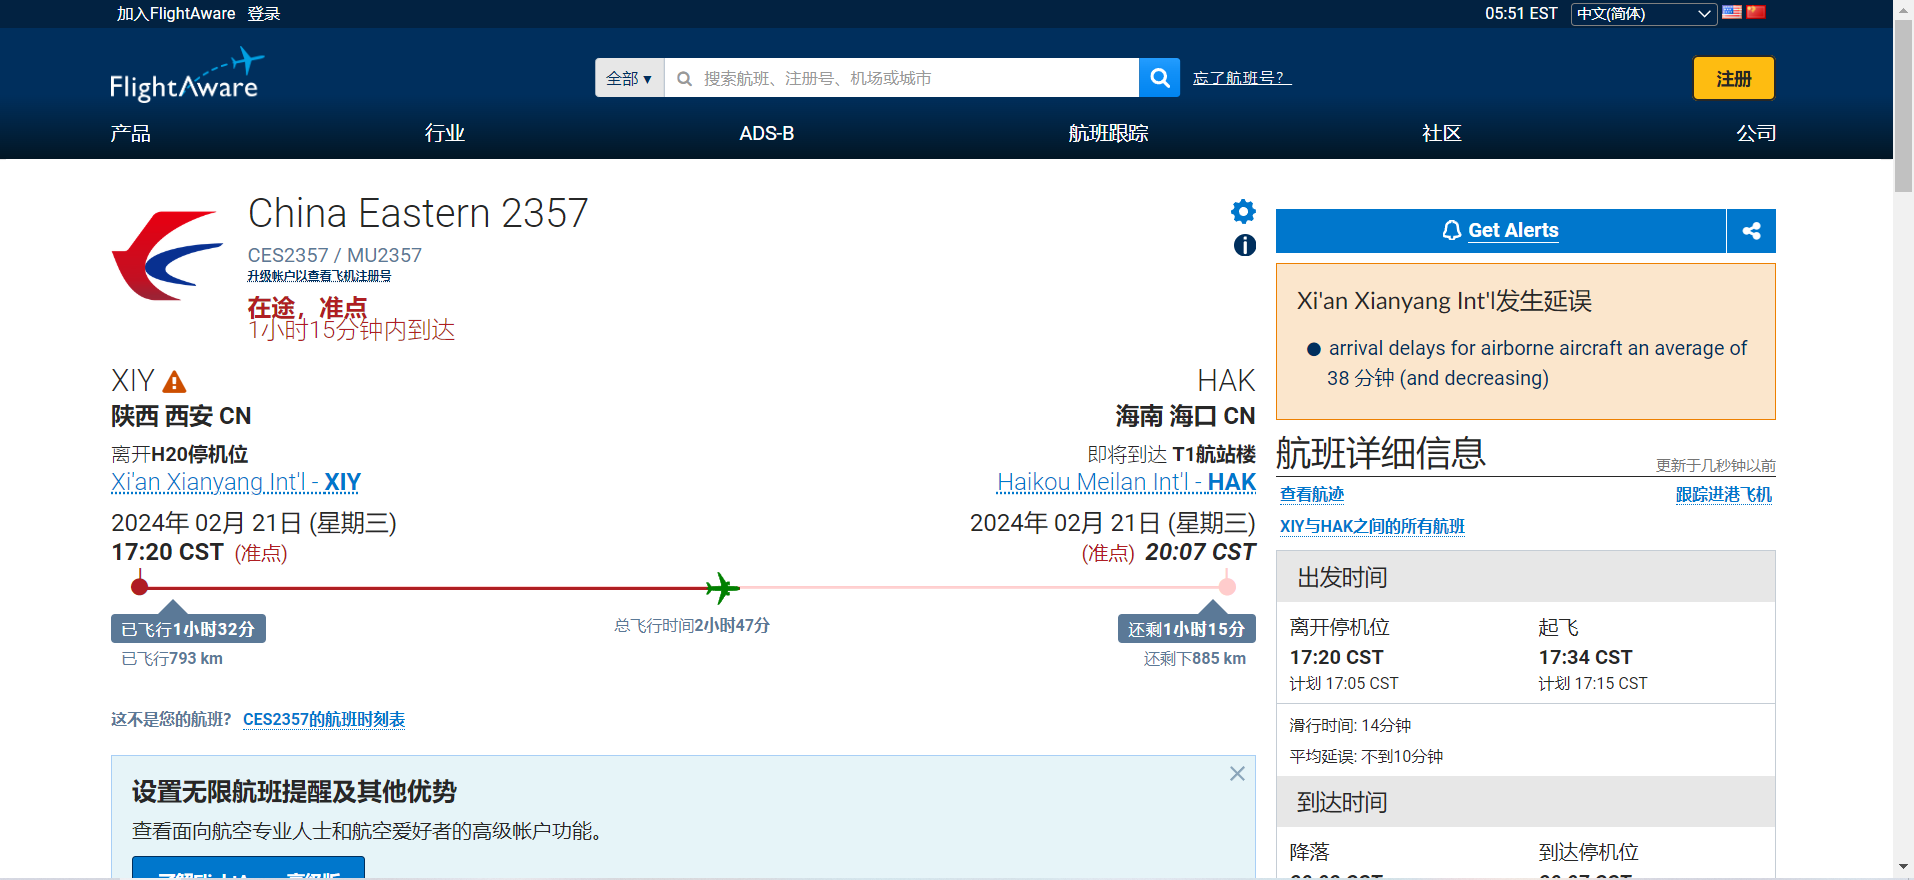 加入FlightAware 登录
05:51 EST 中文(简体)
FlightAware
全部 ▾ 搜索航班、注册号、机场或城市 忘了航班号？
注册
产品 行业 ADS-B 航班跟踪 社区 公司
China Eastern 2357
CES2357 / MU2357
升级帐户以查看飞机注册号
在途，准点
1小时15分钟内到达
XIY
陕西 西安 CN
离开H20停机位
Xi'an Xianyang Int'l - XIY
2024年 02月 21日 (星期三)
17:20 CST (准点)
HAK
海南 海口 CN
即将到达 T1航站楼
Haikou Meilan Int'l - HAK
2024年 02月 21日 (星期三)
(准点) 20:07 CST
已飞行1小时32分
已飞行793 km
总飞行时间2小时47分
还剩1小时15分
还剩下885 km
这不是您的航班？ CES2357的航班时刻表
设置无限航班提醒及其他优势
查看面向航空专业人士和航空爱好者的高级帐户功能。
Get Alerts
Xi'an Xianyang Int'l发生延误
arrival delays for airborne aircraft an average of
38 分钟 (and decreasing)
航班详细信息
更新于几秒钟以前
查看航迹 跟踪进港飞机
XIY与HAK之间的所有航班
出发时间
离开停机位 起飞
17:20 CST 17:34 CST
计划 17:05 CST 计划 17:15 CST
滑行时间: 14分钟
平均延误: 不到10分钟
到达时间
降落 到达停机位